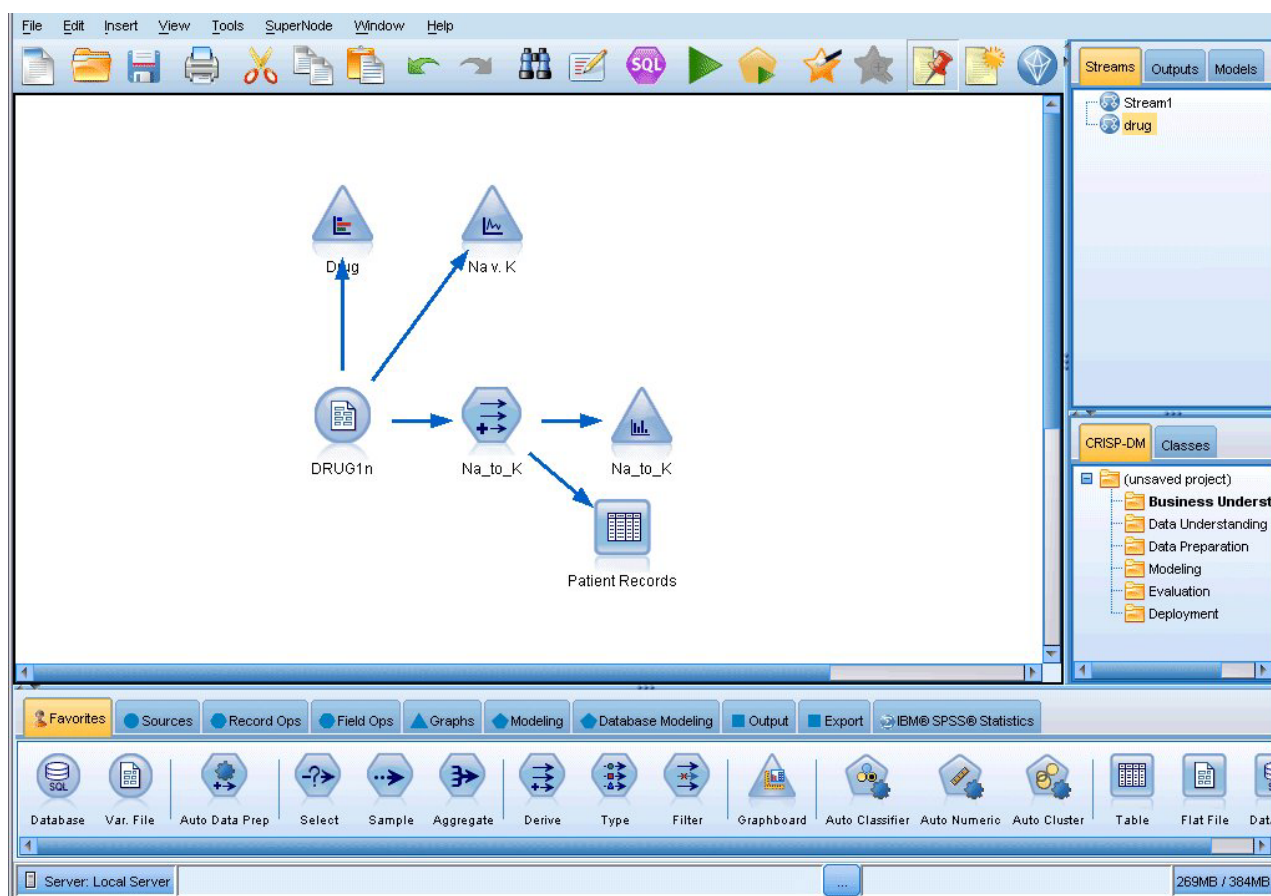 File Edit Insert View Tools SuperNode Window Help
SQL
Streams Outputs Models
Stream1
drug
Drug
Na v. K
DRUG1n
Na_to_K
Na_to_K
Patient Records
CRISP-DM Classes
(unsaved project)
Business Underst
Data Understanding
Data Preparation
Modeling
Evaluation
Deployment
Favorites Sources Record Ops Field Ops Graphs Modeling Database Modeling Output Export IBM® SPSS® Statistics
SQL
Database Var. File Auto Data Prep Select Sample Aggregate Derive Type Filter Graphboard Auto Classifier Auto Numeric Auto Cluster Table Flat File Dat
Server: Local Server ... 269MB / 384MB